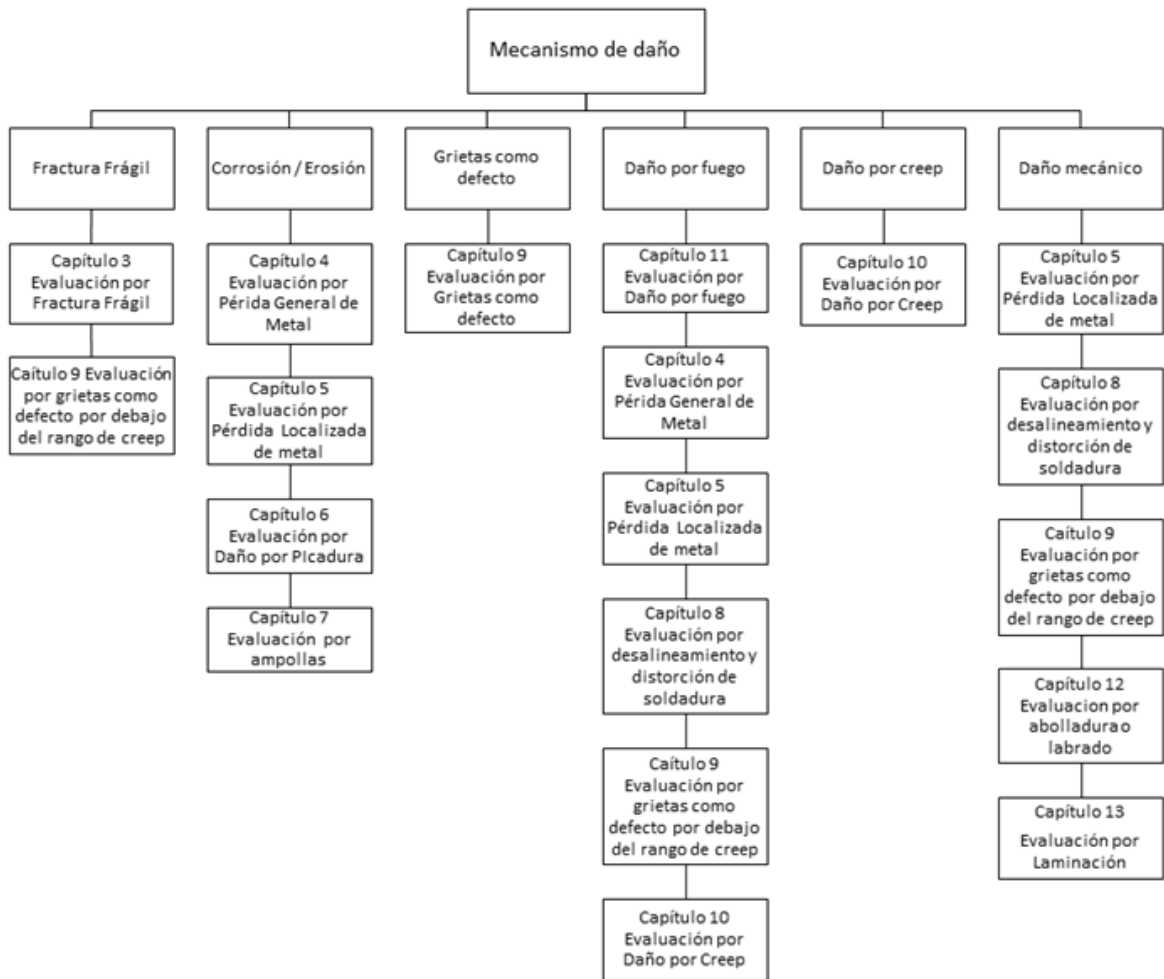 Mecanismo de daño
Fractura Frágil
Capítulo 3
Evaluación por
Fractura Frágil
Caítulo 9 Evaluación
por grietas como
defecto por debajo
del rango de creep
Corrosión / Erosión
Capítulo 4
Evaluación por
Périda General de
Metal
Capítulo 5
Evaluación por
Pérdida Localizada
de metal
Capítulo 6
Evaluación por
Daño por PIcadura
Capítulo 7
Evaluación por
ampollas
Grietas como
defecto
Capítulo 9
Evaluación por
Grietas como
defecto
Daño por fuego
Capítulo 11
Evaluación por
Daño por fuego
Capítulo 4
Evaluación por
Périda General de
Metal
Capítulo 5
Evaluación por
Pérdida Localizada
de metal
Capítulo 8
Evaluación por
desalineamiento y
distorción de
soldadura
Caítulo 9
Evaluación por
grietas como
defecto por debajo
del rango de creep
Capítulo 10
Evaluación por
Daño por Creep
Daño por creep
Capítulo 10
Evaluación por
Daño por Creep
Daño mecánico
Capítulo 5
Evaluación por
Pérdida Localizada
de metal
Capítulo 8
Evaluación por
desalineamiento y
distorción de
soldadura
Caítulo 9
Evaluación por
grietas como
defecto por debajo
del rango de creep
Capítulo 12
Evaluacion por
abolladura o
labrado
Capítulo 13
Evaluación por
Laminación